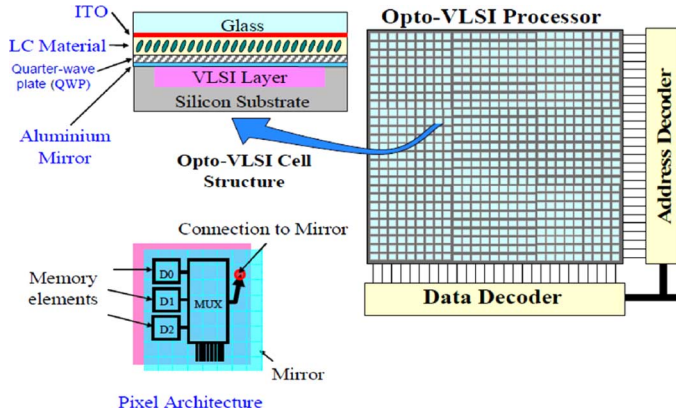 ITO
Glass
LC Material
Quarter-wave
plate (QWP)
VLSI Layer
Silicon Substrate
Aluminium
Mirror
Opto-VLSI Cell
Structure
Opto-VLSI Processor
Address Decoder
Data Decoder
Connection to Mirror
Memory
elements
D0
D1
D2
MUX
Mirror
Pixel Architecture